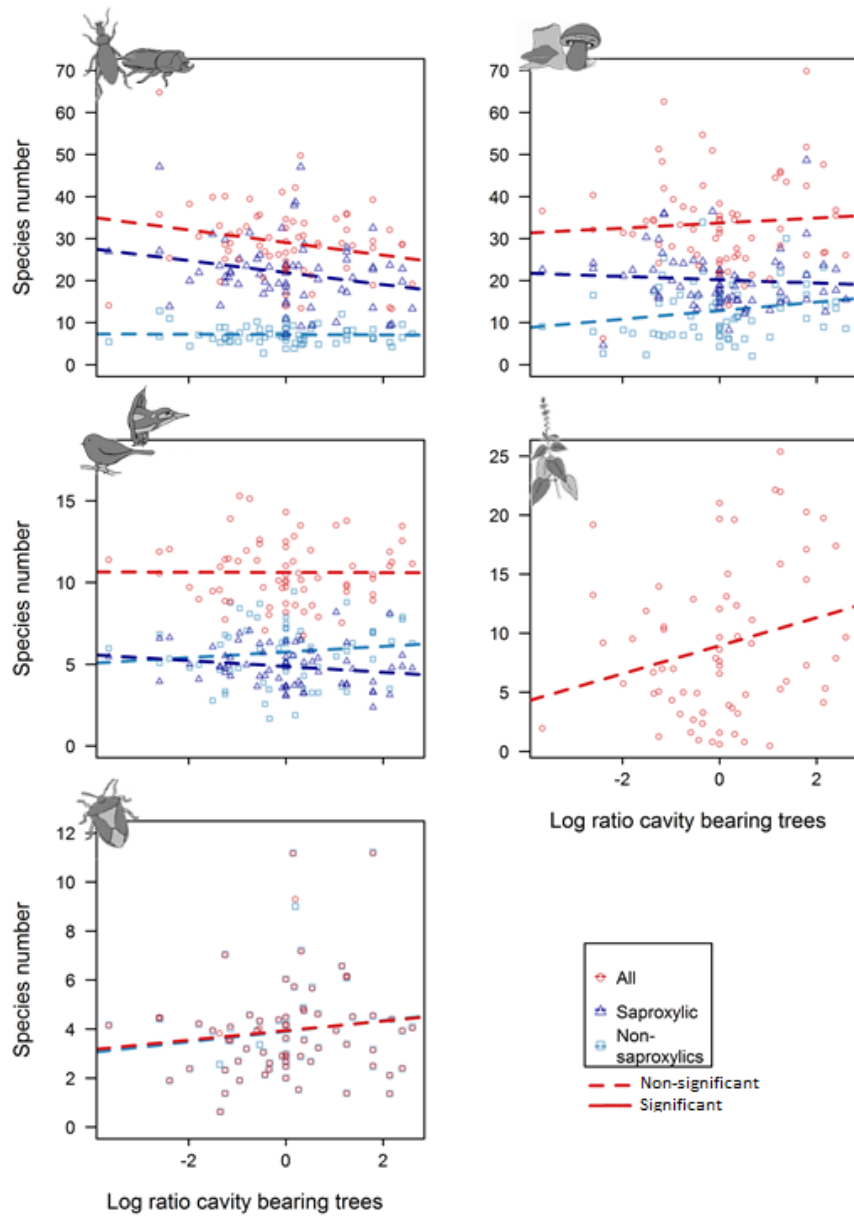 70
60
50
40
30
20
10
0
Species number
70
60
50
40
30
20
10
0
15
10
5
0
Species number
25
20
15
10
5
0
-2 0 2
Log ratio cavity bearing trees
12
10
8
6
4
2
0
Species number
-2 0 2
Log ratio cavity bearing trees
All
Saproxylic
Non-
saproxylics
Non-significant
Significant